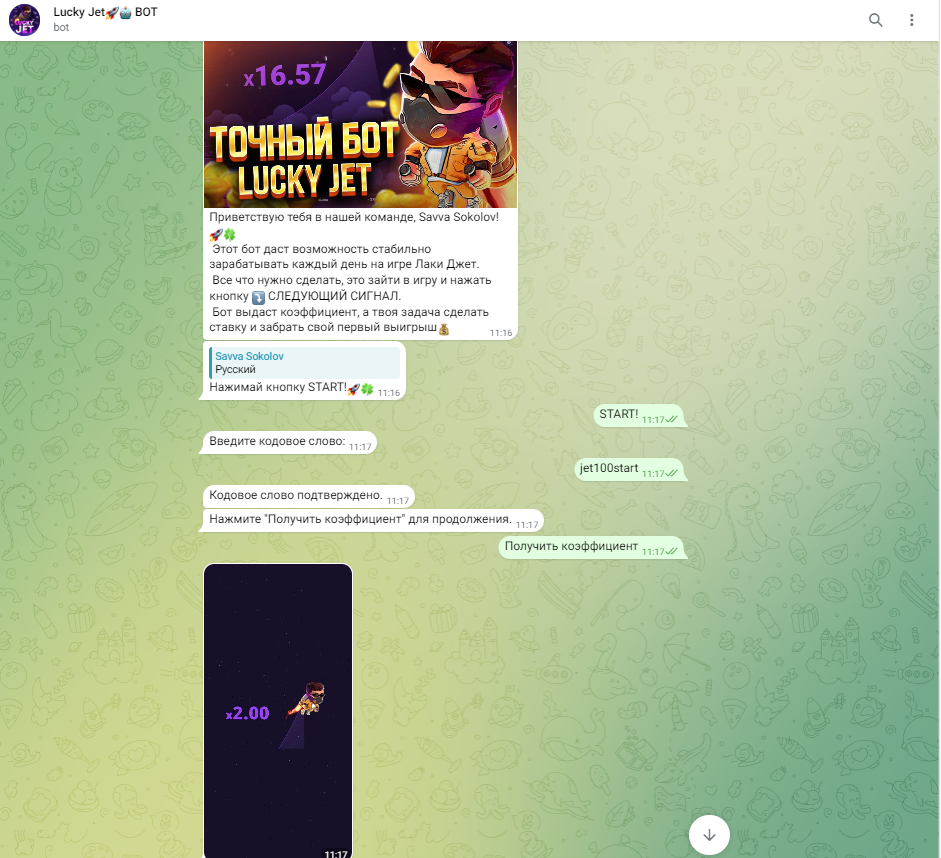 Lucky Jet🚀🤖 BOT
bot
x16.57
ТОЧНЫЙ БОТ
LUCKY JET
Приветствую тебя в нашей команде, Savva Sokolov!
🚀🍀
Этот бот даст возможность стабильно
зарабатывать каждый день на игре Лаки Джет.
Все что нужно сделать, это зайти в игру и нажать
кнопку ⤵️ СЛЕДУЮЩИЙ СИГНАЛ.
Бот выдаст коэффициент, а твоя задача сделать
ставку и забрать свой первый выигрыш💰 11:16
Savva Sokolov
Русский
Нажимай кнопку START!🚀🍀 11:16
START! 11:17
Введите кодовое слово: 11:17
jet100start 11:17
Кодовое слово подтверждено. 11:17
Нажмите "Получить коэффициент" для продолжения. 11:17
Получить коэффициент 11:17
x2.00
11:17